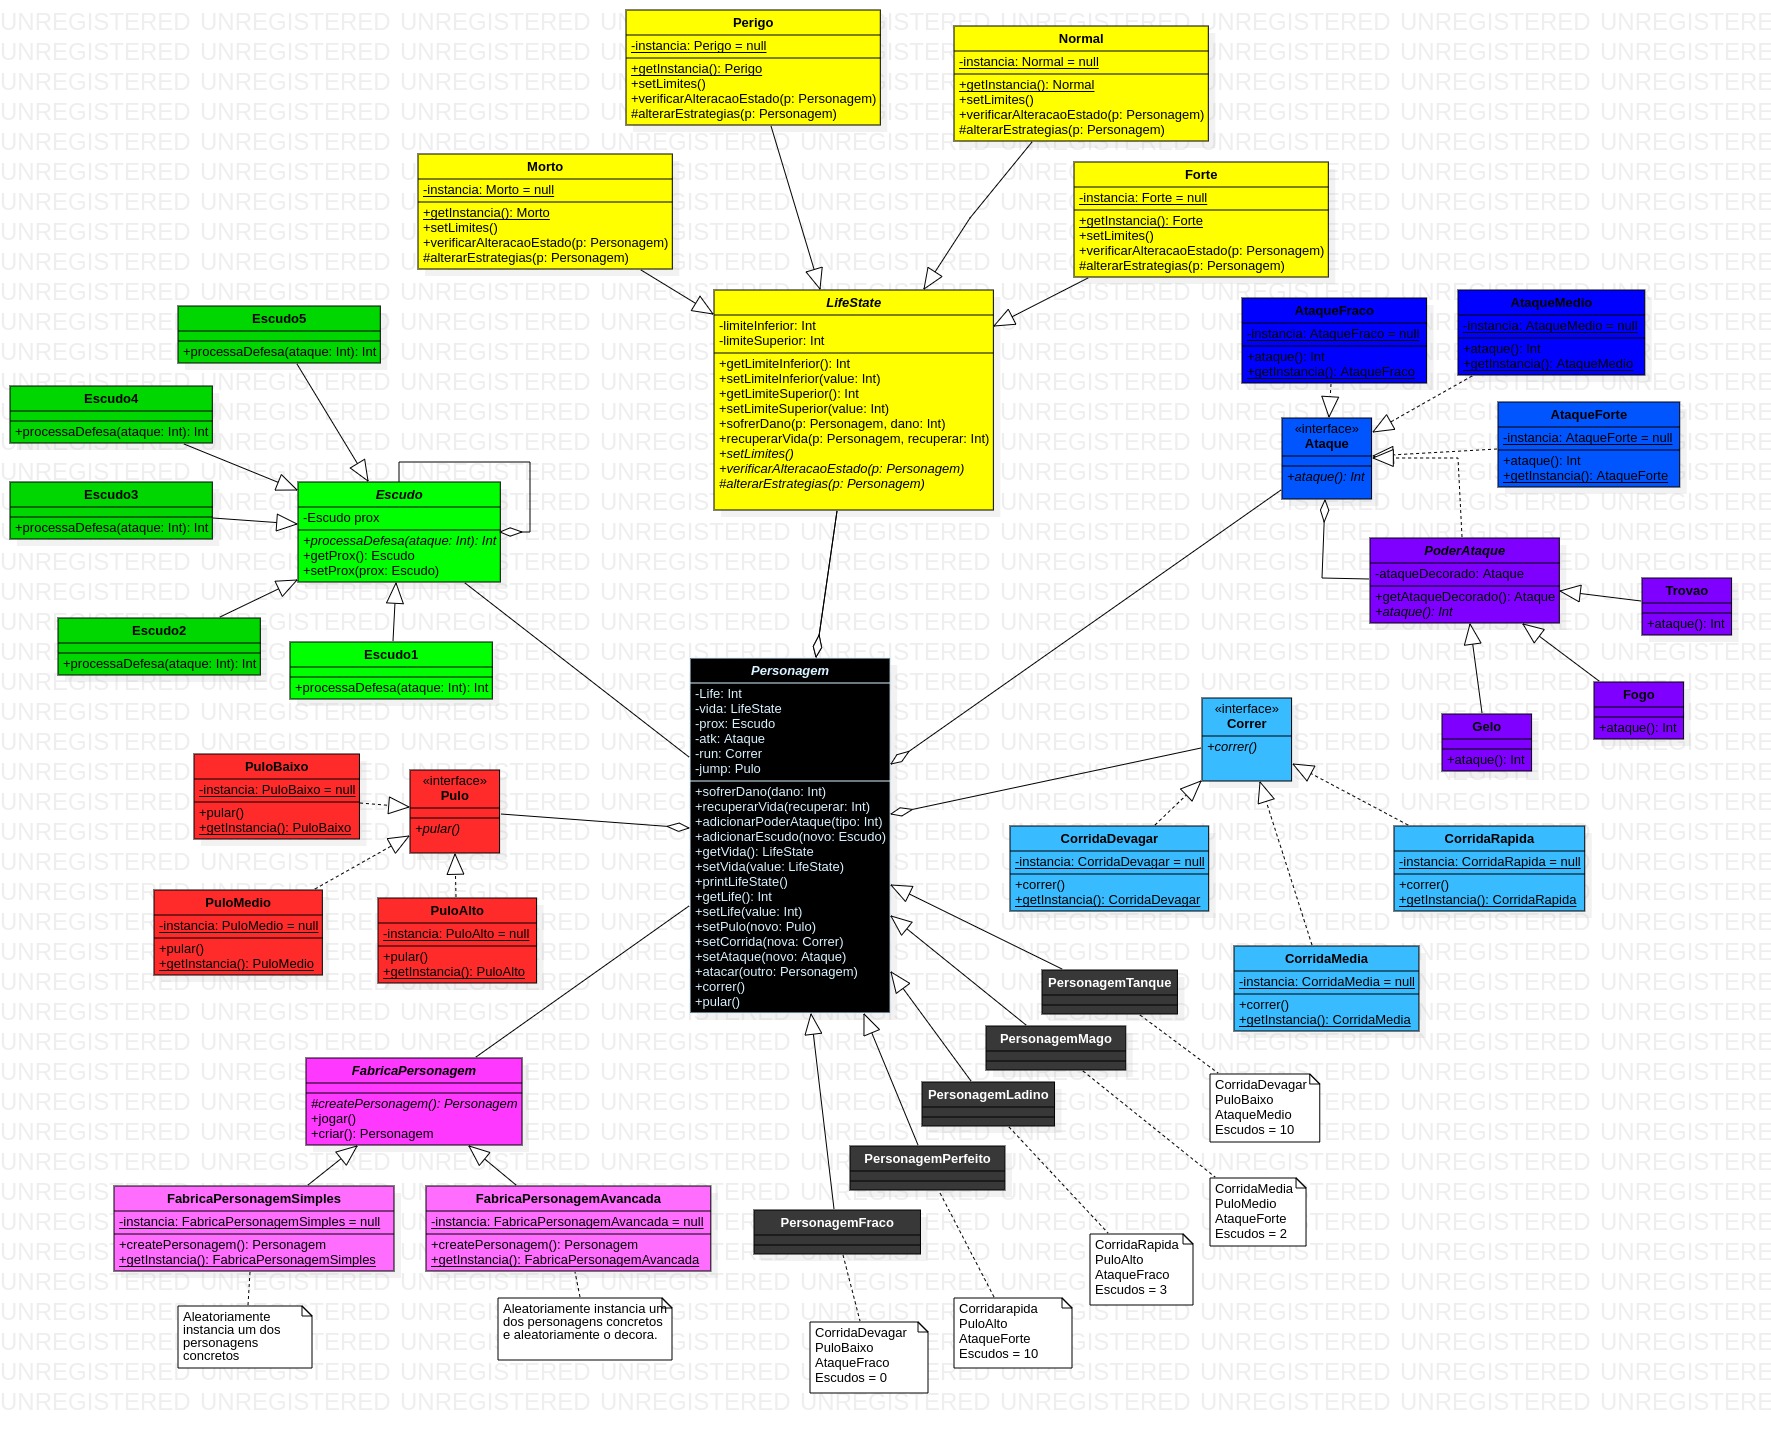 Perigo
-instancia: Perigo = null
+getInstancia(): Perigo
+setLimites()
+verificarAlteracaoEstado(p: Personagem)
#alterarEstrategias(p: Personagem)
Normal
-instancia: Normal = null
+getInstancia(): Normal
+setLimites()
+verificarAlteracaoEstado(p: Personagem)
#alterarEstrategias(p: Personagem)
Morto
-instancia: Morto = null
+getInstancia(): Morto
+setLimites()
+verificarAlteracaoEstado(p: Personagem)
#alterarEstrategias(p: Personagem)
Forte
-instancia: Forte = null
+getInstancia(): Forte
+setLimites()
+verificarAlteracaoEstado(p: Personagem)
#alterarEstrategias(p: Personagem)
LifeState
-limiteInferior: Int
-limiteSuperior: Int
+getLimiteInferior(): Int
+setLimiteInferior(value: Int)
+getLimiteSuperior(): Int
+setLimiteSuperior(value: Int)
+sofrerDano(p: Personagem, dano: Int)
+recuperarVida(p: Personagem, recuperar: Int)
+setLimites()
+verificarAlteracaoEstado(p: Personagem)
#alterarEstrategias(p: Personagem)
Escudo5
+processaDefesa(ataque: Int): Int
Escudo4
+processaDefesa(ataque: Int): Int
Escudo3
+processaDefesa(ataque: Int): Int
Escudo
-Escudo prox
+processaDefesa(ataque: Int): Int
+getProx(): Escudo
+setProx(prox: Escudo)
Escudo2
+processaDefesa(ataque: Int): Int
Escudo1
+processaDefesa(ataque: Int): Int
AtaqueFraco
-instancia: AtaqueFraco = null
+ataque(): Int
+getInstancia(): AtaqueFraco
AtaqueMedio
-instancia: AtaqueMedio = null
+ataque(): Int
+getInstancia(): AtaqueMedio
«interface»
Ataque
+ataque(): Int
AtaqueForte
-instancia: AtaqueForte = null
+ataque(): Int
+getInstancia(): AtaqueForte
PoderAtaque
-ataqueDecorado: Ataque
+getAtaqueDecorado(): Ataque
+ataque(): Int
Trovao
+ataque(): Int
Fogo
+ataque(): Int
Gelo
+ataque(): Int
Personagem
-Life: Int
-vida: LifeState
-prox: Escudo
-atk: Ataque
-run: Correr
-jump: Pulo
+sofrerDano(dano: Int)
+recuperarVida(recuperar: Int)
+adicionarPoderAtaque(tipo: Int)
+adicionarEscudo(novo: Escudo)
+getVida(): LifeState
+setVida(value: LifeState)
+printLifeState()
+getLife(): Int
+setLife(value: Int)
+setPulo(novo: Pulo)
+setCorrida(nova: Correr)
+setAtaque(novo: Ataque)
+atacar(outro: Personagem)
+correr()
+pular()
«interface»
Correr
+correr()
CorridaDevagar
-instancia: CorridaDevagar = null
+correr()
+getInstancia(): CorridaDevagar
CorridaRapida
-instancia: CorridaRapida = null
+correr()
+getInstancia(): CorridaRapida
CorridaMedia
-instancia: CorridaMedia = null
+correr()
+getInstancia(): CorridaMedia
PuloBaixo
-instancia: PuloBaixo = null
+pular()
+getInstancia(): PuloBaixo
«interface»
Pulo
+pular()
PuloMedio
-instancia: PuloMedio = null
+pular()
+getInstancia(): PuloMedio
PuloAlto
-instancia: PuloAlto = null
+pular()
+getInstancia(): PuloAlto
FabricaPersonagem
#createPersonagem(): Personagem
+jogar()
+criar(): Personagem
FabricaPersonagemSimples
-instancia: FabricaPersonagemSimples = null
+createPersonagem(): Personagem
+getInstancia(): FabricaPersonagemSimples
FabricaPersonagemAvancada
-instancia: FabricaPersonagemAvancada = null
+createPersonagem(): Personagem
+getInstancia(): FabricaPersonagemAvancada
Aleatoriamente
instancia um dos
personagens
concretos
Aleatoriamente instancia um
dos personagens concretos
e aleatoriamente o decora.
PersonagemTanque
PersonagemMago
PersonagemLadino
PersonagemPerfeito
PersonagemFraco
CorridaDevagar
PuloBaixo
AtaqueMedio
Escudos = 10
CorridaMedia
PuloMedio
AtaqueForte
Escudos = 2
CorridaRapida
PuloAlto
AtaqueFraco
Escudos = 3
Corridarapida
PuloAlto
AtaqueForte
Escudos = 10
CorridaDevagar
PuloBaixo
AtaqueFraco
Escudos = 0
UNREGISTERED